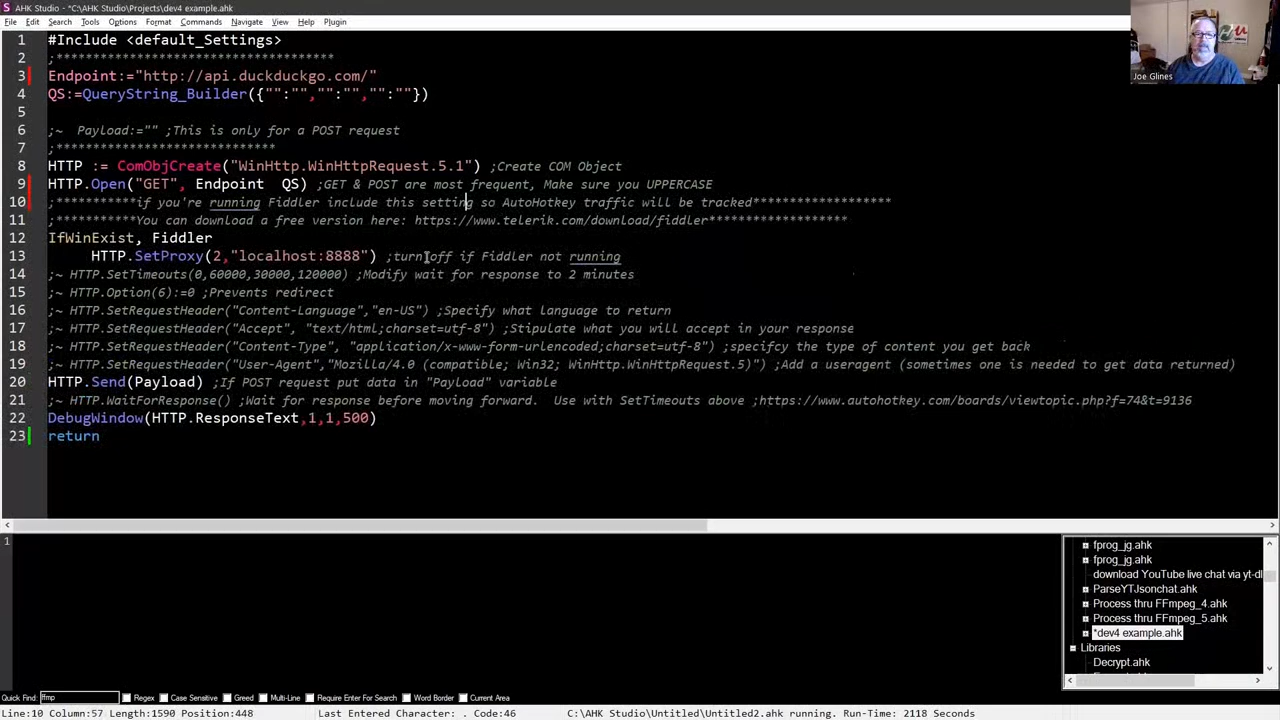 AHK Studio - *C:\AHK Studio\Projects\dev4 example.ahk
File Edit Search Tools Options Format Commands Navigate View Help Plugin
1 #Include <default_Settings>
2 ;************************************
3 Endpoint:="http://api.duckduckgo.com/"
4 QS:=QueryString_Builder({"":"","":"","":""})
5
6 ;~ Payload:="" ;This is only for a POST request
7 ;*****************************
8 HTTP := ComObjCreate("WinHttp.WinHttpRequest.5.1") ;Create COM Object
9 HTTP.Open("GET", Endpoint  QS) ;GET & POST are most frequent, Make sure you UPPERCASE
10 ;**********if you're running Fiddler include this setting so AutoHotkey traffic will be tracked*******************
11 ;***********You can download a free version here: https://www.telerik.com/download/fiddler*******************
12 IfWinExist, Fiddler
13 HTTP.SetProxy(2,"localhost:8888") ;turn off if Fiddler not running
14 ;~ HTTP.SetTimeouts(0,60000,30000,120000) ;Modify wait for response to 2 minutes
15 ;~ HTTP.Option(6):=0 ;Prevents redirect
16 ;~ HTTP.SetRequestHeader("Content-Language","en-US") ;Specify what language to return
17 ;~ HTTP.SetRequestHeader("Accept", "text/html;charset=utf-8") ;Stipulate what you will accept in your response
18 ;~ HTTP.SetRequestHeader("Content-Type", "application/x-www-form-urlencoded;charset=utf-8") ;specifcy the type of content you get back
19 ;~ HTTP.SetRequestHeader("User-Agent","Mozilla/4.0 (compatible; Win32; WinHttp.WinHttpRequest.5)") ;Add a useragent (sometimes one is needed to get data returned)
20 HTTP.Send(Payload) ;If POST request put data in "Payload" variable
21 ;~ HTTP.WaitForResponse() ;Wait for response before moving forward.  Use with SetTimeouts above ;https://www.autohotkey.com/boards/viewtopic.php?f=74&t=9136
22 DebugWindow(HTTP.ResponseText,1,1,500)
23 return
Joe Glines
1
fprog_jg.ahk
fprog_jg.ahk
download YouTube live chat via yt-dl
ParseYTJsonchat.ahk
Process thru FFmpeg_4.ahk
Process thru FFmpeg_5.ahk
*dev4 example.ahk
Libraries
Decrypt.ahk
Quick Find: ffmp Regex Case Sensitive Greed Multi-Line Require Enter For Search Word Border Current Area
Line:10 Column:57 Length:1590 Position:448 Last Entered Character: . Code:46 C:\AHK Studio\Untitled\Untitled2.ahk running. Run-Time: 2118 Seconds